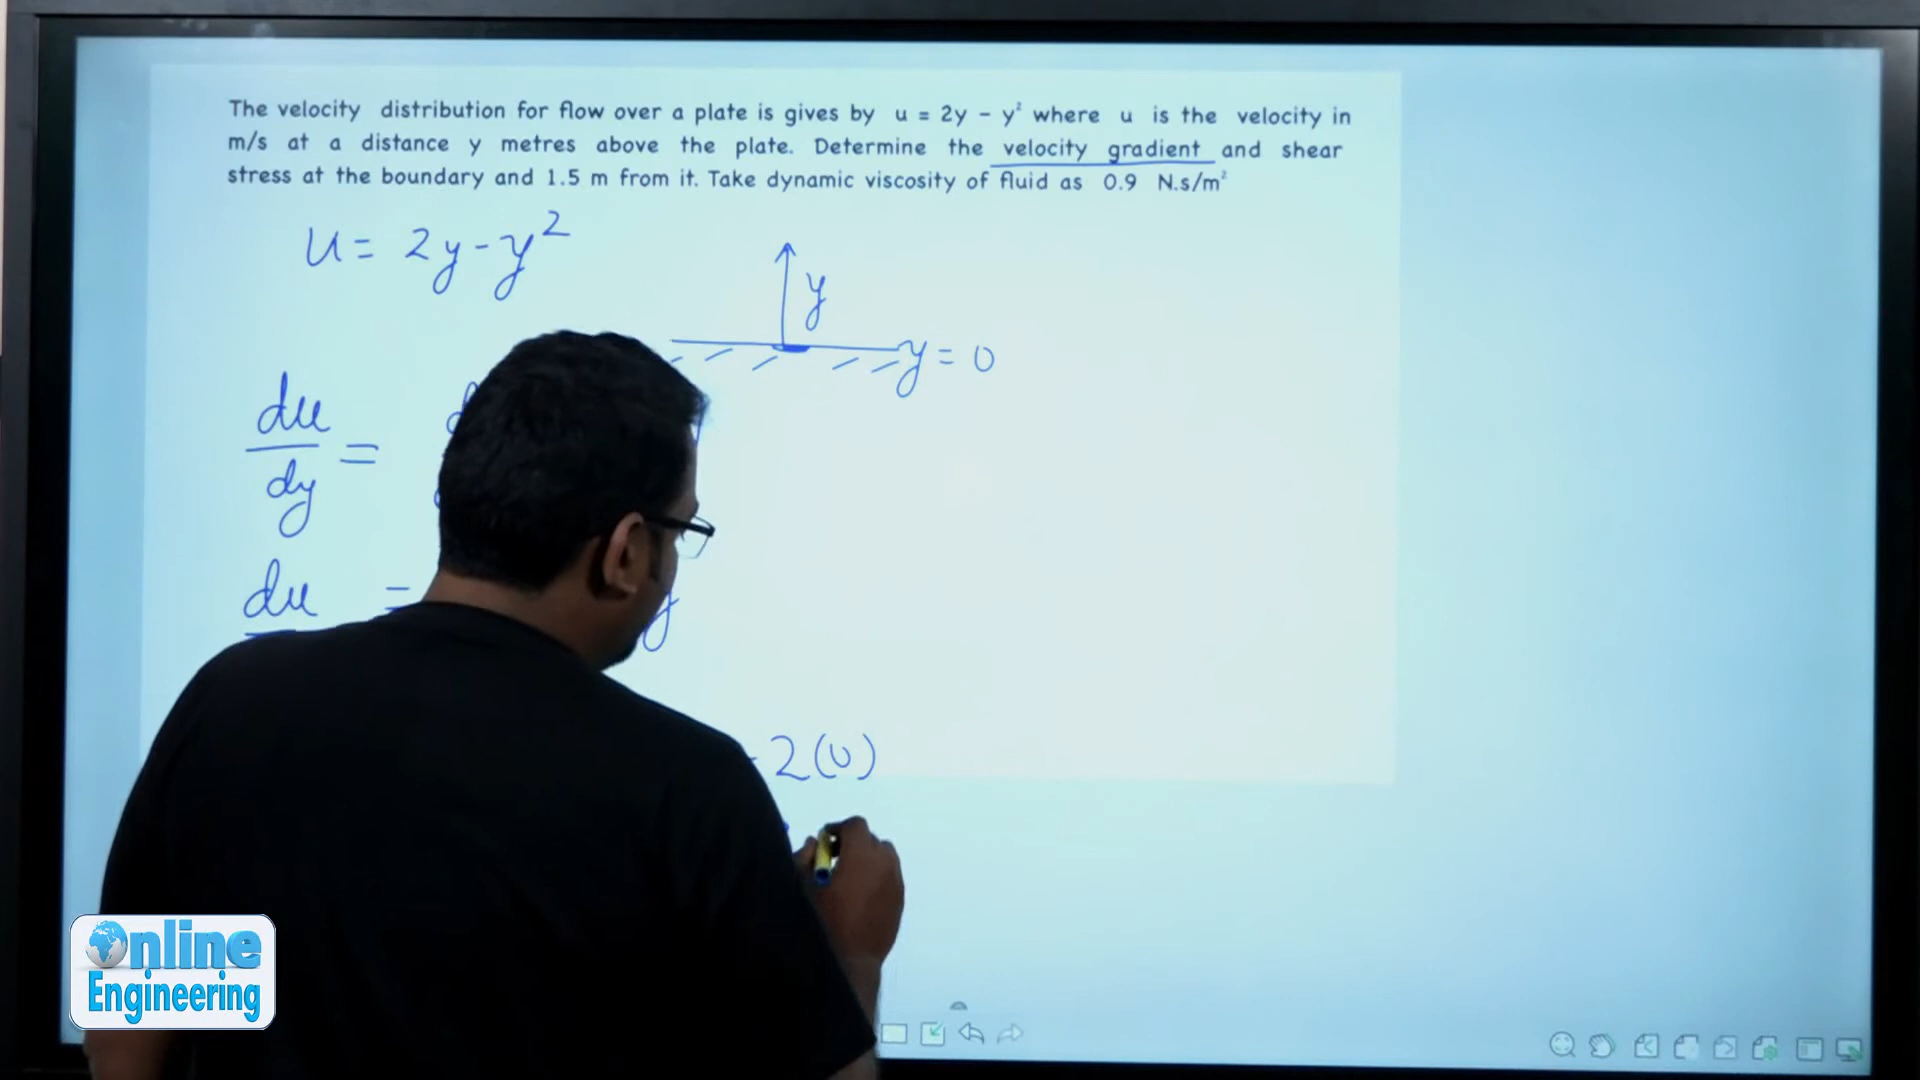 The velocity distribution for flow over a plate is gives by u = 2y - y² where u is the velocity in
m/s at a distance y metres above the plate. Determine the velocity gradient and shear
stress at the boundary and 1.5 m from it. Take dynamic viscosity of fluid as 0.9 N.s/m²
u = 2y - y²
y
y = 0
du
dy
=
du
=
y
- 2(0)
Online
Engineering